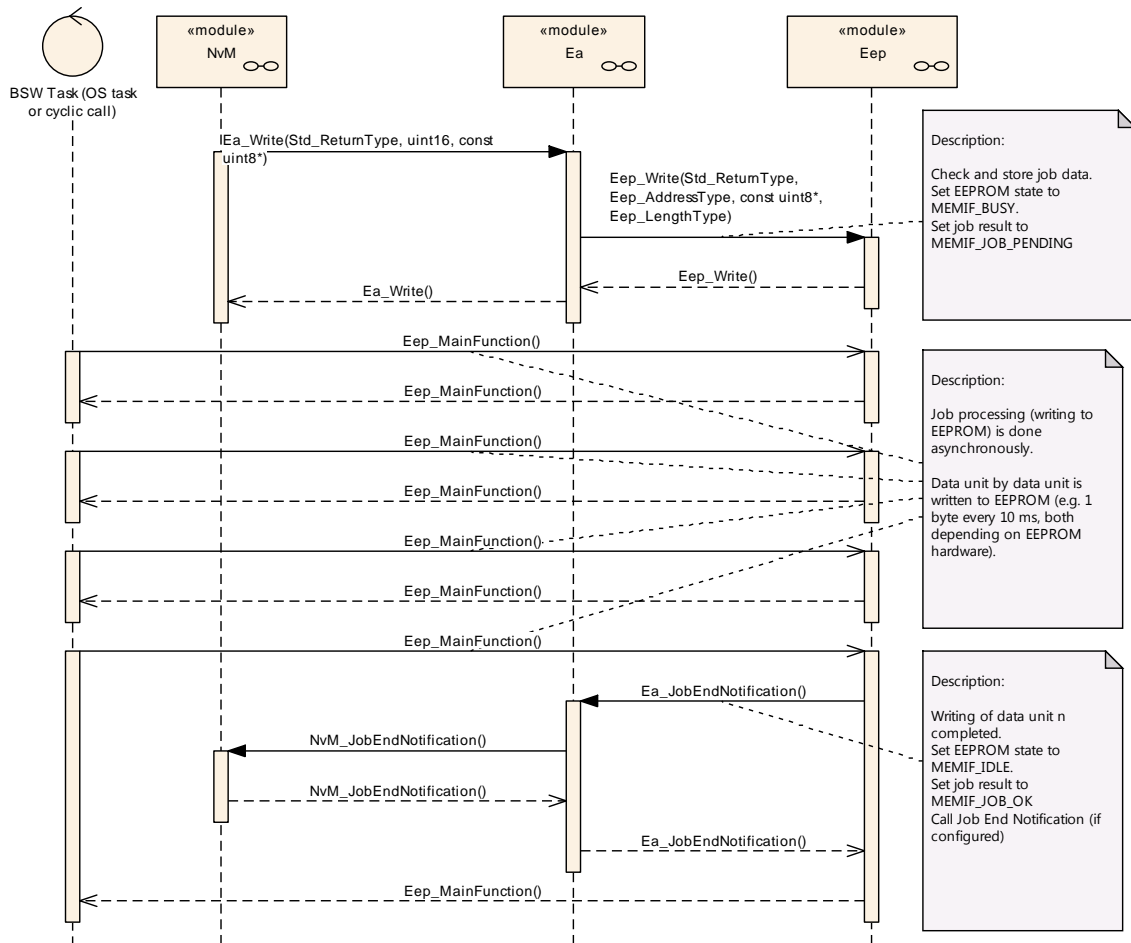 «module»
NvM
«module»
Ea
«module»
Eep
BSW Task (OS task
or cyclic call)
Ea_Write(Std_ReturnType, uint16, const
uint8*)
Eep_Write(Std_ReturnType,
Eep_AddressType, const uint8*,
Eep_LengthType)
Description:
Check and store job data.
Set EEPROM state to
MEMIF_BUSY.
Set job result to
MEMIF_JOB_PENDING
Eep_Write()
Ea_Write()
Eep_MainFunction()
Eep_MainFunction()
Eep_MainFunction()
Eep_MainFunction()
Eep_MainFunction()
Eep_MainFunction()
Description:
Job processing (writing to
EEPROM) is done
asynchronously.
Data unit by data unit is
written to EEPROM (e.g. 1
byte every 10 ms, both
depending on EEPROM
hardware).
Eep_MainFunction()
Ea_JobEndNotification()
NvM_JobEndNotification()
NvM_JobEndNotification()
Ea_JobEndNotification()
Eep_MainFunction()
Description:
Writing of data unit n
completed.
Set EEPROM state to
MEMIF_IDLE.
Set job result to
MEMIF_JOB_OK
Call Job End Notification (if
configured)